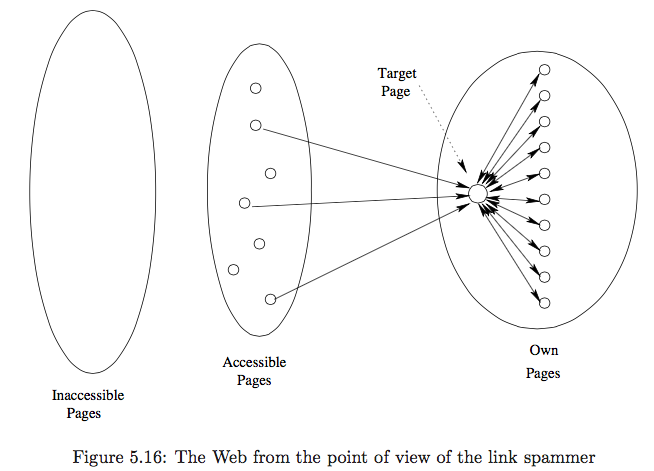 Target
Page
Inaccessible
Pages
Accessible
Pages
Own
Pages
Figure 5.16: The Web from the point of view of the link spammer